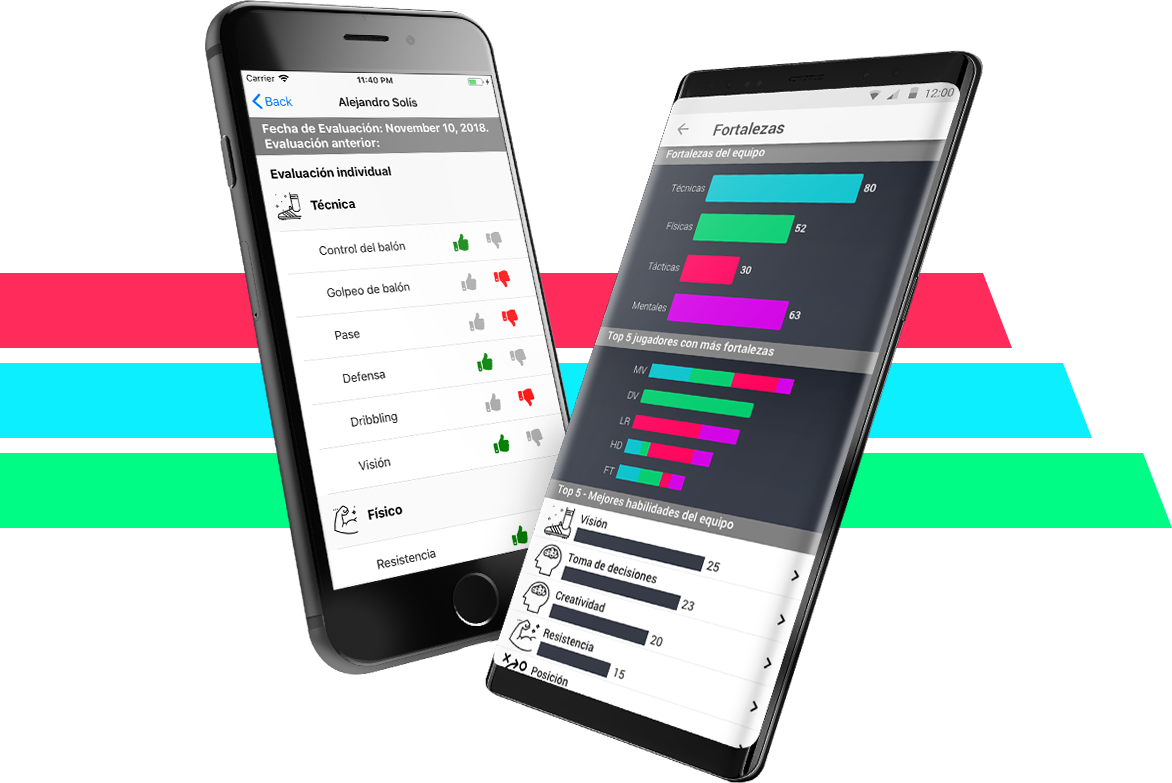 Carrier
11:40 PM
Back
Alejandro Solís
Fecha de Evaluación: November 10, 2018.
Evaluación anterior:
Evaluación individual
Técnica
Control del balón
Golpeo de balón
Pase
Defensa
Dribbling
Visión
Físico
Resistencia
12:00
Fortalezas
Fortalezas del equipo
Técnicas 80
Físicas 52
Tácticas 30
Mentales 63
Top 5 jugadores con más fortalezas
MV
DV
LR
HD
FT
Top 5 - Mejores habilidades del equipo
Visión
25
Toma de decisiones
23
Creatividad
20
Resistencia
15
Posición